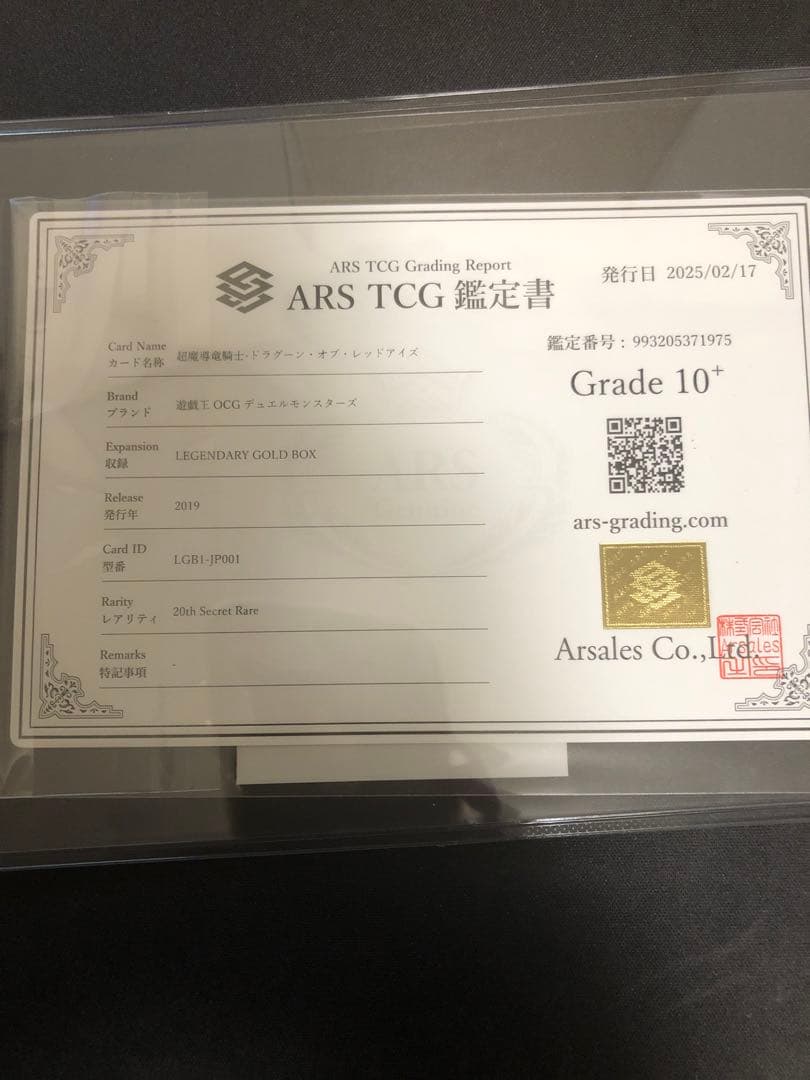 ARS TCG Grading Report
ARS TCG 鑑定書
発行日 2025/02/17
Card Name
カード名称 超魔導竜騎士-ドラグーン・オブ・レッドアイズ
Brand
ブランド 遊戯王 OCG デュエルモンスターズ
Expansion
収録 LEGENDARY GOLD BOX
Release
発行年 2019
Card ID
型番 LGB1-JP001
Rarity
レアリティ 20th Secret Rare
Remarks
特記事項 -
鑑定番号 : 993205371975
Grade 10+
ars-grading.com
Arsales Co.,Ltd.
株式会社
Arsales